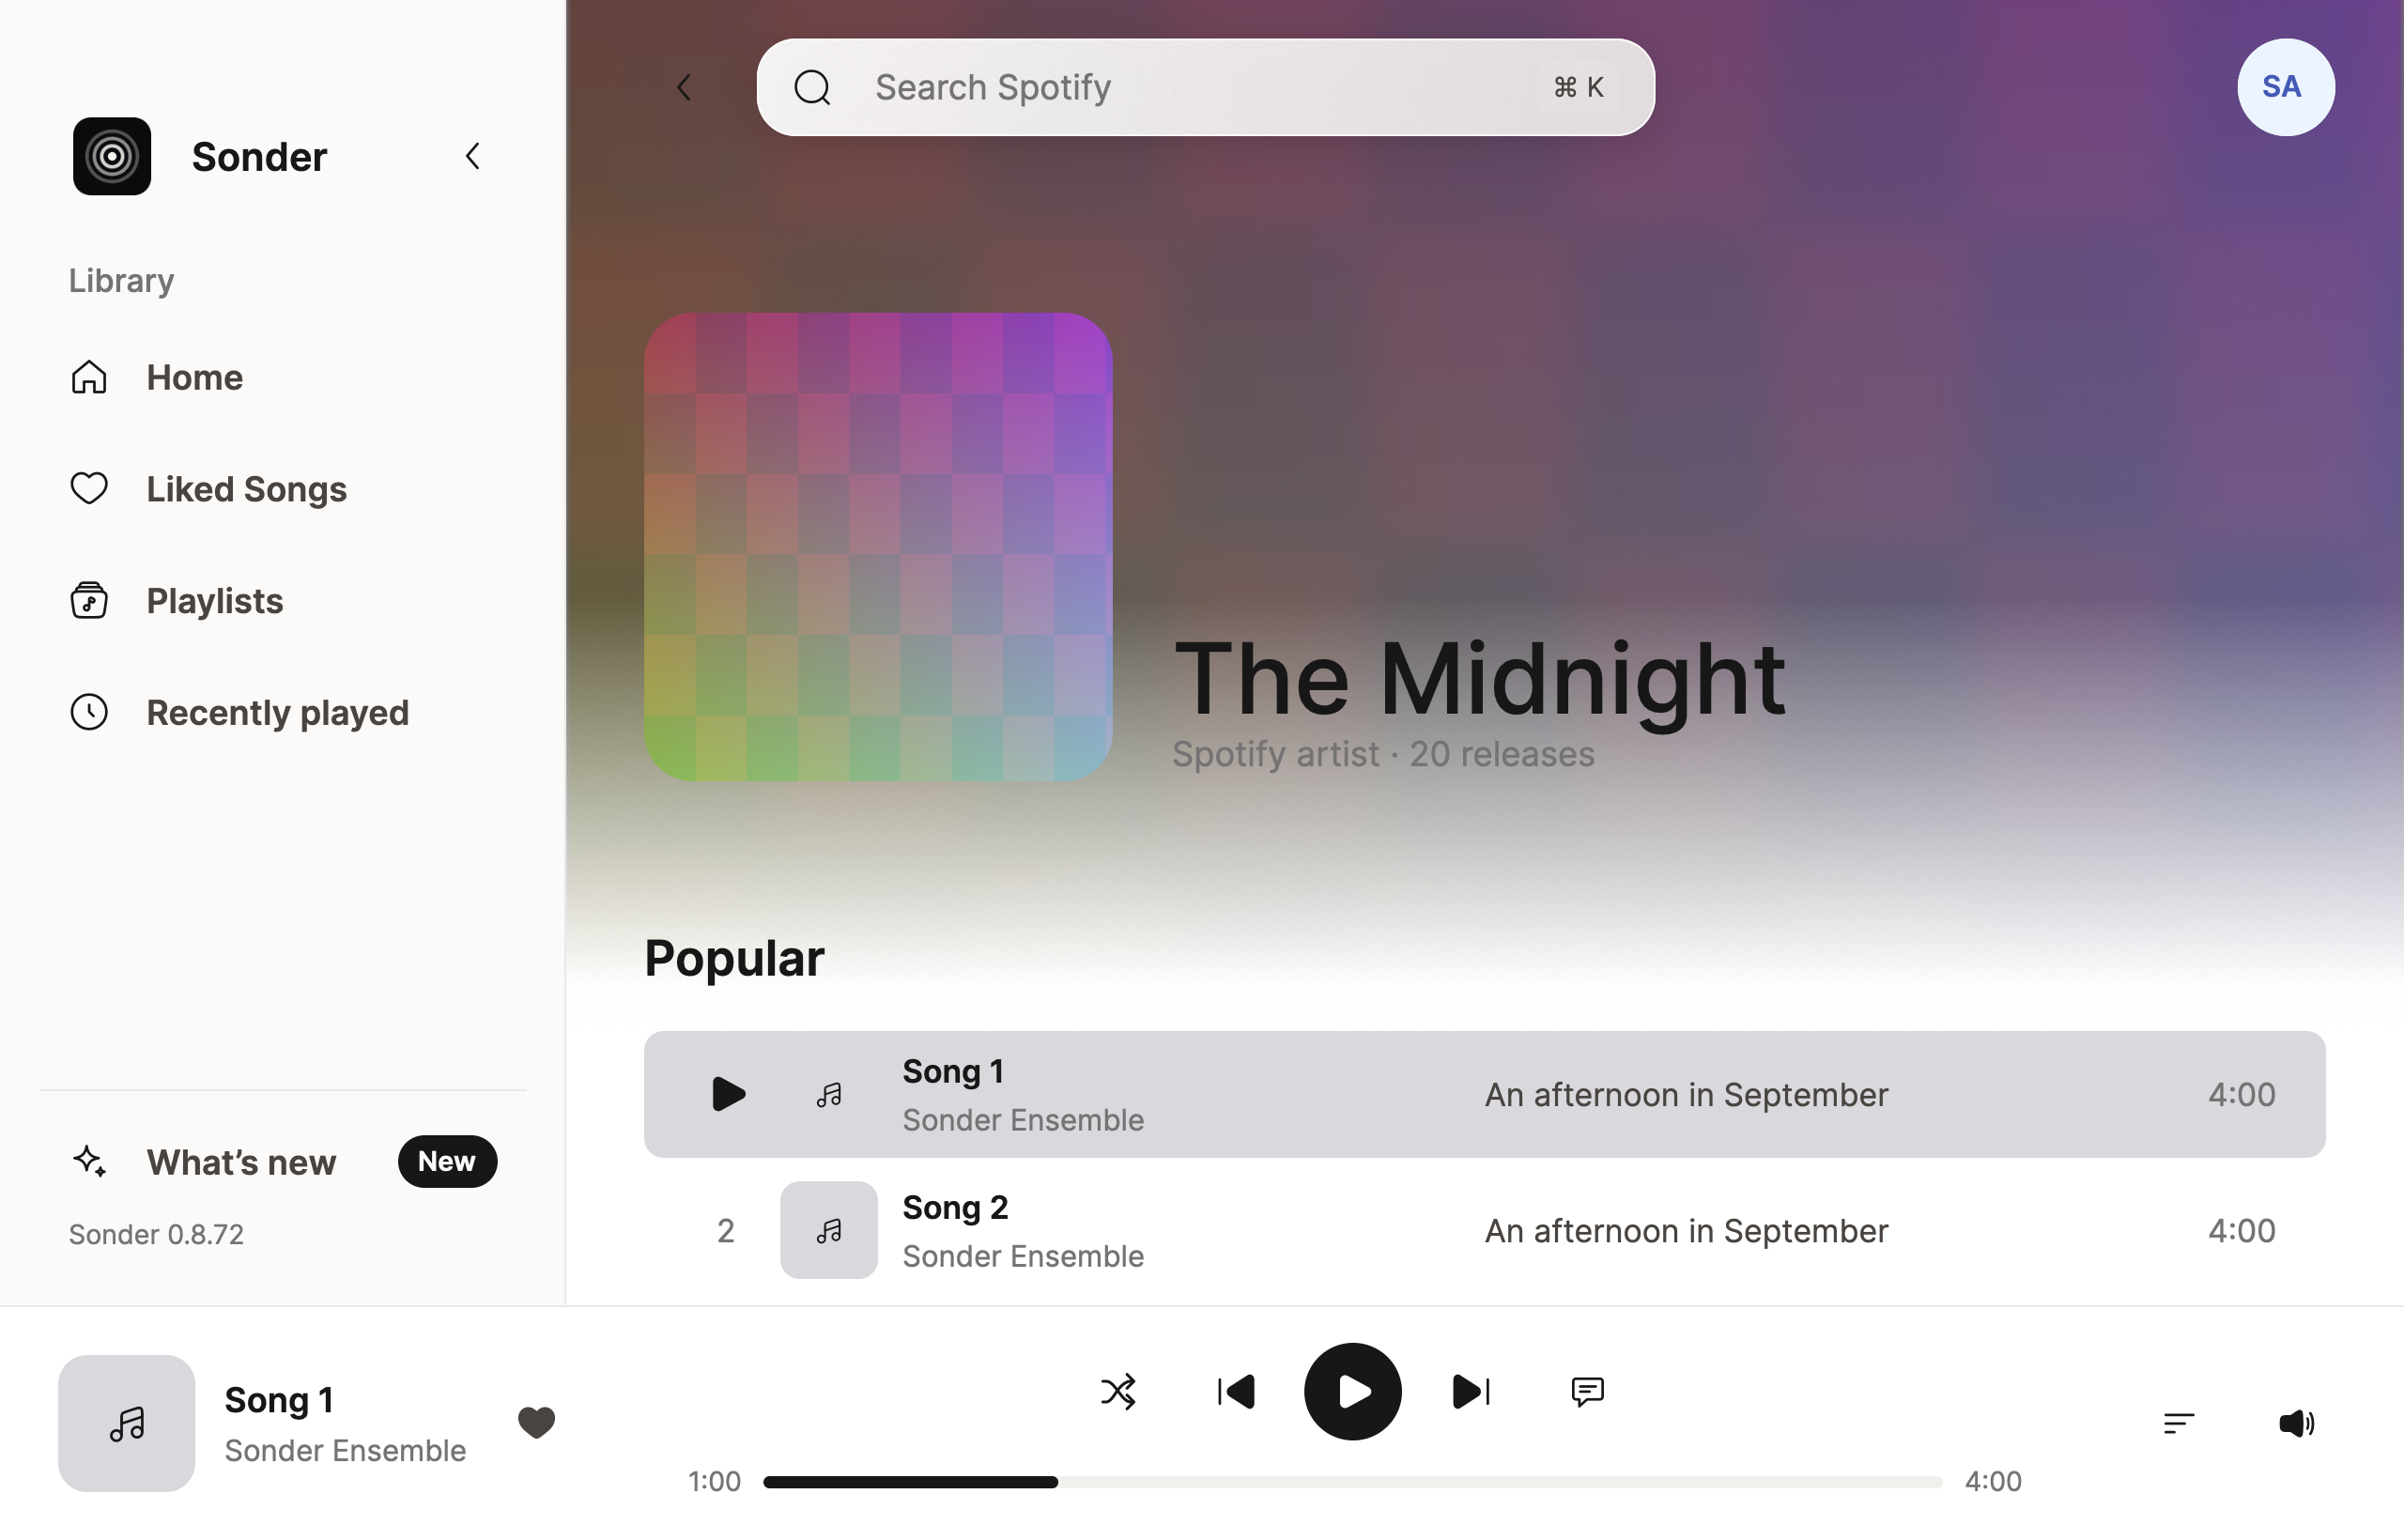 Sonder
Library
Home
Liked Songs
Playlists
Recently played
What’s new
New
Sonder 0.8.72
Search Spotify
⌘ K
SA
The Midnight
Spotify artist · 20 releases
Popular
Song 1
Sonder Ensemble
An afternoon in September
4:00
2
Song 2
Sonder Ensemble
An afternoon in September
4:00
Song 1
Sonder Ensemble
1:00
4:00